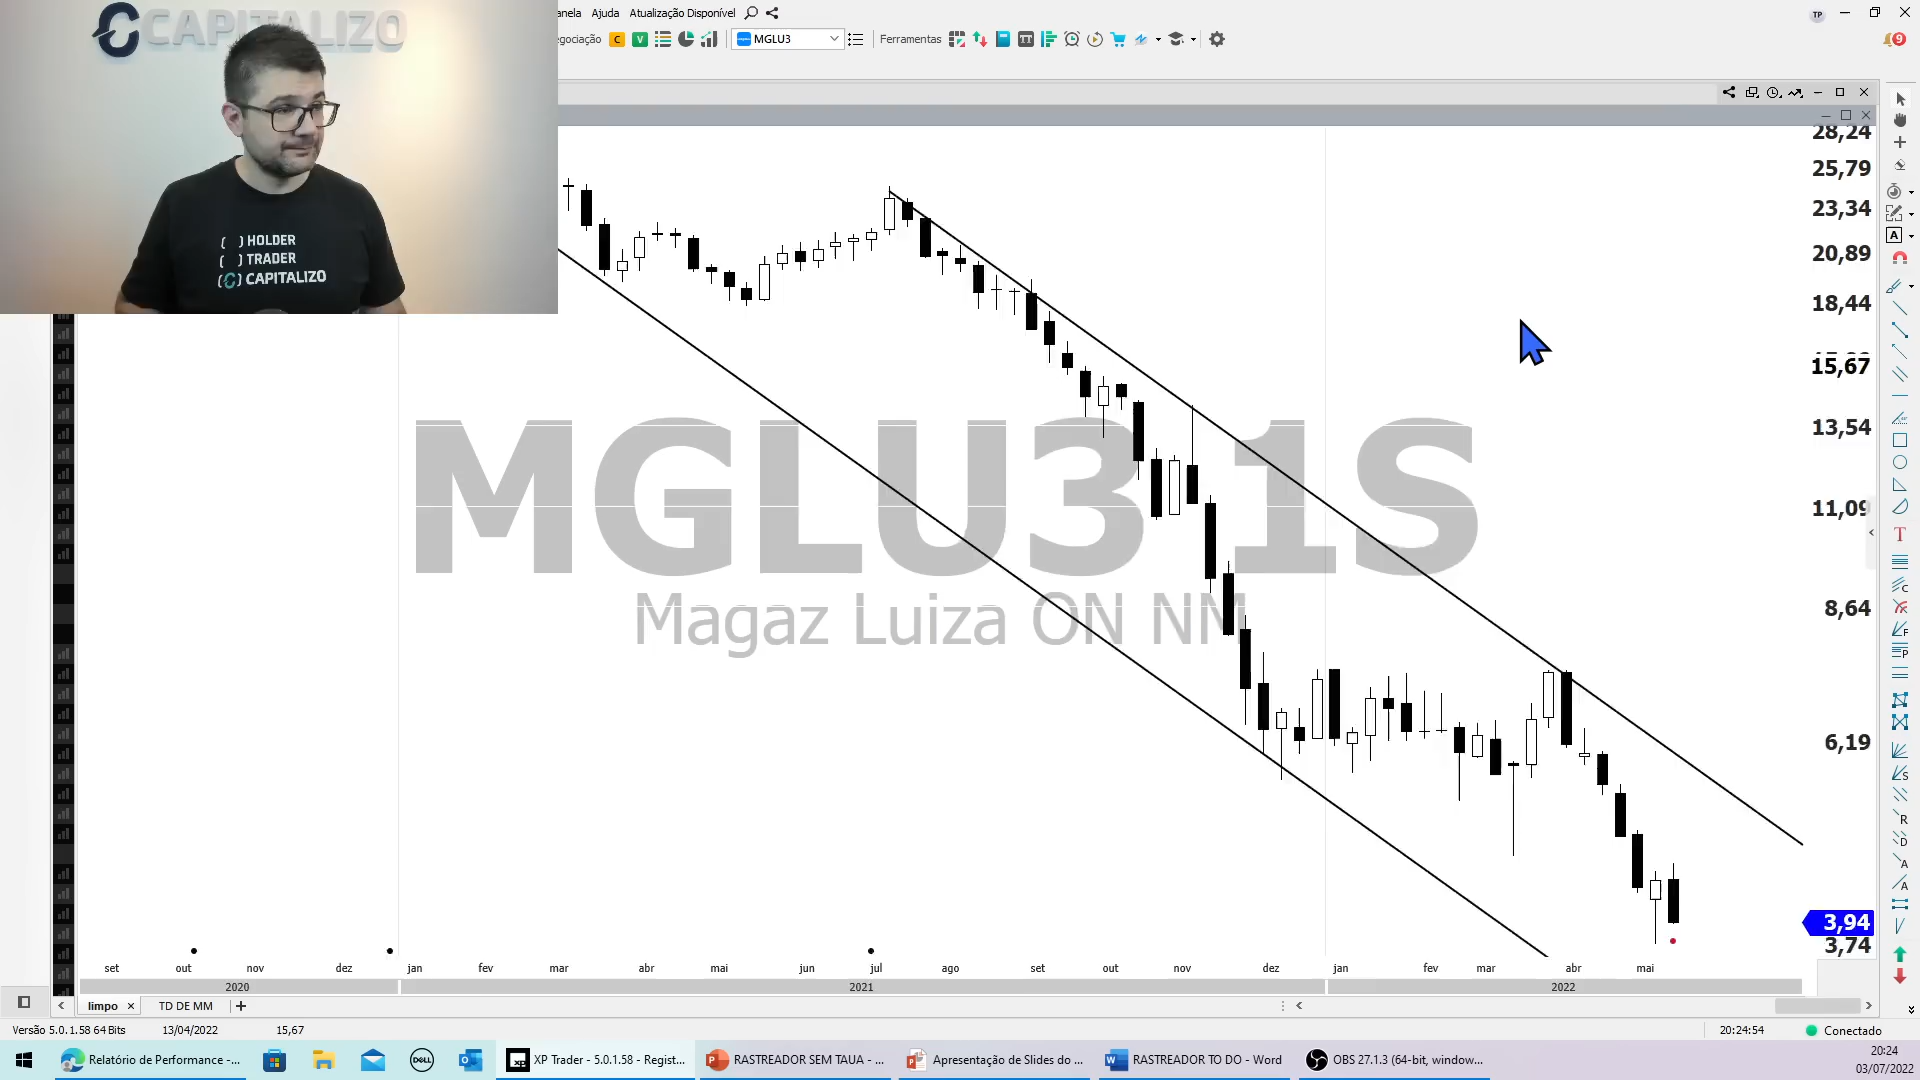 CAPITALIZO
( ) HOLDER
( ) TRADER
(C) CAPITALIZO
anela Ajuda Atualização Disponível
TP
egociação C V MGLU3 Ferramentas
9
28,24
25,79
23,34
20,89
18,44
15,67
13,54
11,09
8,64
6,19
3,94
3,74
MGLU3 1S
Magaz Luiza ON NM
set out nov dez jan fev mar abr mai jun jul ago set out nov dez jan fev mar abr mai
2020 2021 2022
limpo × TD DE MM +
Versão 5.0.1.58 64 Bits 13/04/2022 15,67 20:24:54 Conectado
Relatório de Performance -... DELL XP Trader - 5.0.1.58 - Regist... RASTREADOR SEM TAUA - ... Apresentação de Slides do ... RASTREADOR TO DO - Word OBS 27.1.3 (64-bit, window...
20:24
03/07/2022